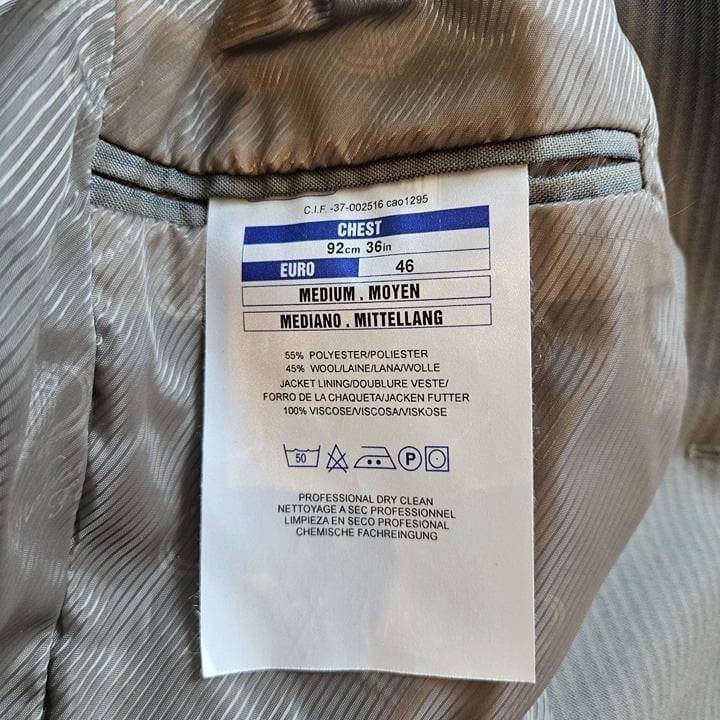 C.I.F. -37-002516 cao1295
CHEST
92cm 36in
EURO 46
MEDIUM . MOYEN
MEDIANO . MITTELLANG
55% POLYESTER/POLIESTER
45% WOOL/LAINE/LANA/WOLLE
JACKET LINING/DOUBLURE VESTE/
FORRO DE LA CHAQUETA/JACKEN FUTTER
100% VISCOSE/VISCOSA/VISKOSE
50 P
PROFESSIONAL DRY CLEAN
NETTOYAGE A SEC PROFESSIONNEL
LIMPIEZA EN SECO PROFESIONAL
CHEMISCHE FACHREINGUNG